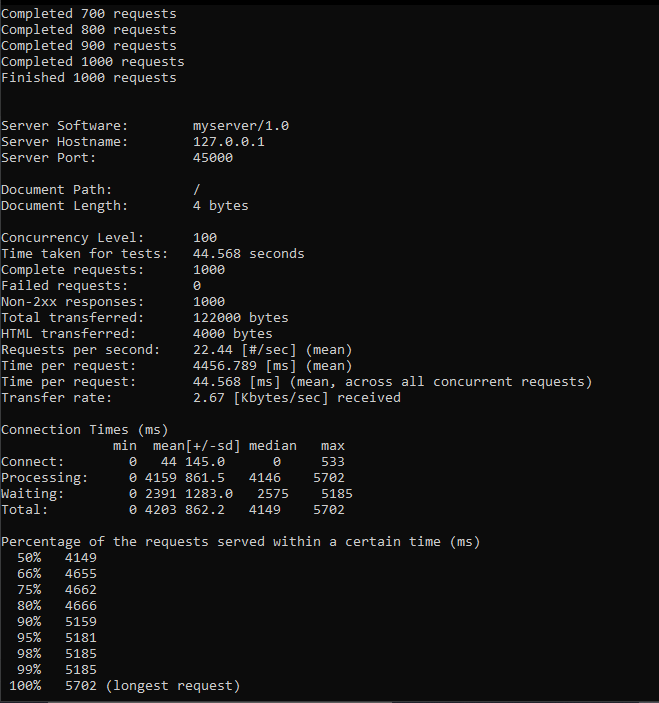 Completed 700 requests
Completed 800 requests
Completed 900 requests
Completed 1000 requests
Finished 1000 requests
Server Software: myserver/1.0
Server Hostname: 127.0.0.1
Server Port: 45000
Document Path: /
Document Length: 4 bytes
Concurrency Level: 100
Time taken for tests: 44.568 seconds
Complete requests: 1000
Failed requests: 0
Non-2xx responses: 1000
Total transferred: 122000 bytes
HTML transferred: 4000 bytes
Requests per second: 22.44 [#/sec] (mean)
Time per request: 4456.789 [ms] (mean)
Time per request: 44.568 [ms] (mean, across all concurrent requests)
Transfer rate: 2.67 [Kbytes/sec] received
Connection Times (ms)
min mean[+/-sd] median max
Connect: 0 44 145.0 0 533
Processing: 0 4159 861.5 4146 5702
Waiting: 0 2391 1283.0 2575 5185
Total: 0 4203 862.2 4149 5702
Percentage of the requests served within a certain time (ms)
50% 4149
66% 4655
75% 4662
80% 4666
90% 5159
95% 5181
98% 5185
99% 5185
100% 5702 (longest request)